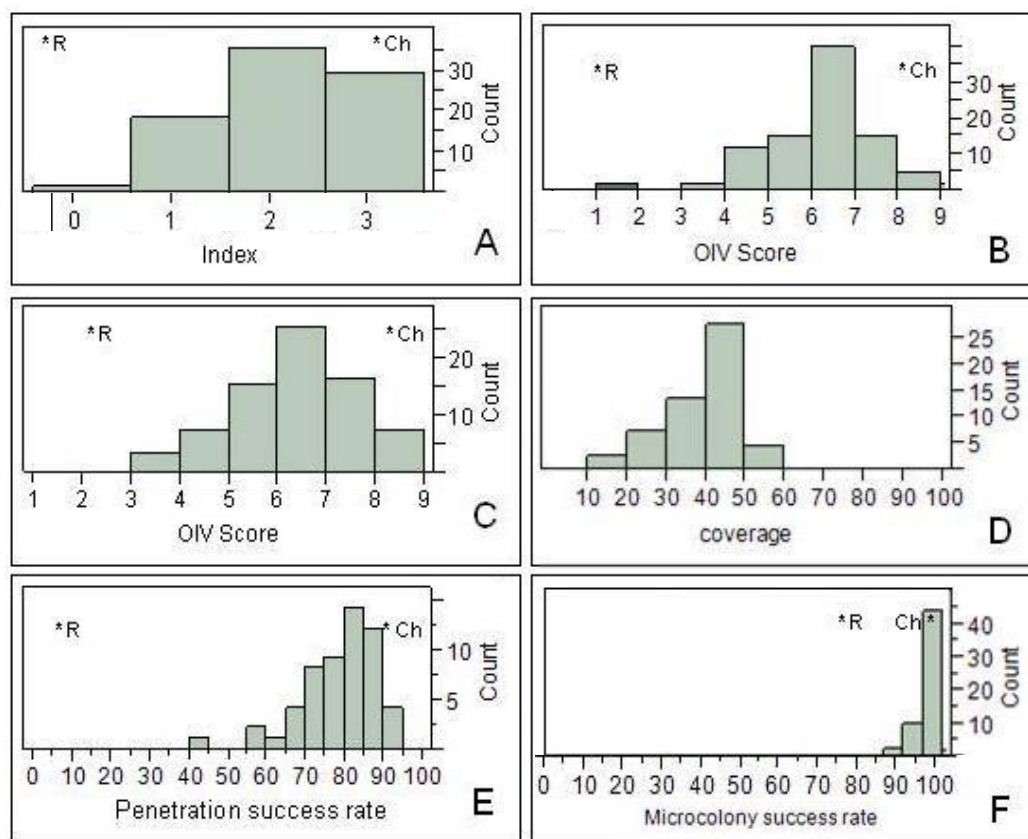 *R *Ch
30
20
10
Count
0 1 2 3
Index
A
*R *Ch
30
20
10
Count
1 2 3 4 5 6 7 8 9
OIV Score
B
*R *Ch
20
10
Count
1 2 3 4 5 6 7 8 9
OIV Score
C
25
20
15
10
5
Count
10 20 30 40 50 60 70 80 90 100
coverage
D
*R *Ch
10
5
Count
0 10 20 30 40 50 60 70 80 90 100
Penetration success rate
E
*R Ch*
40
30
20
10
Count
0 10 20 30 40 50 60 70 80 90 100
Microcolony success rate
F